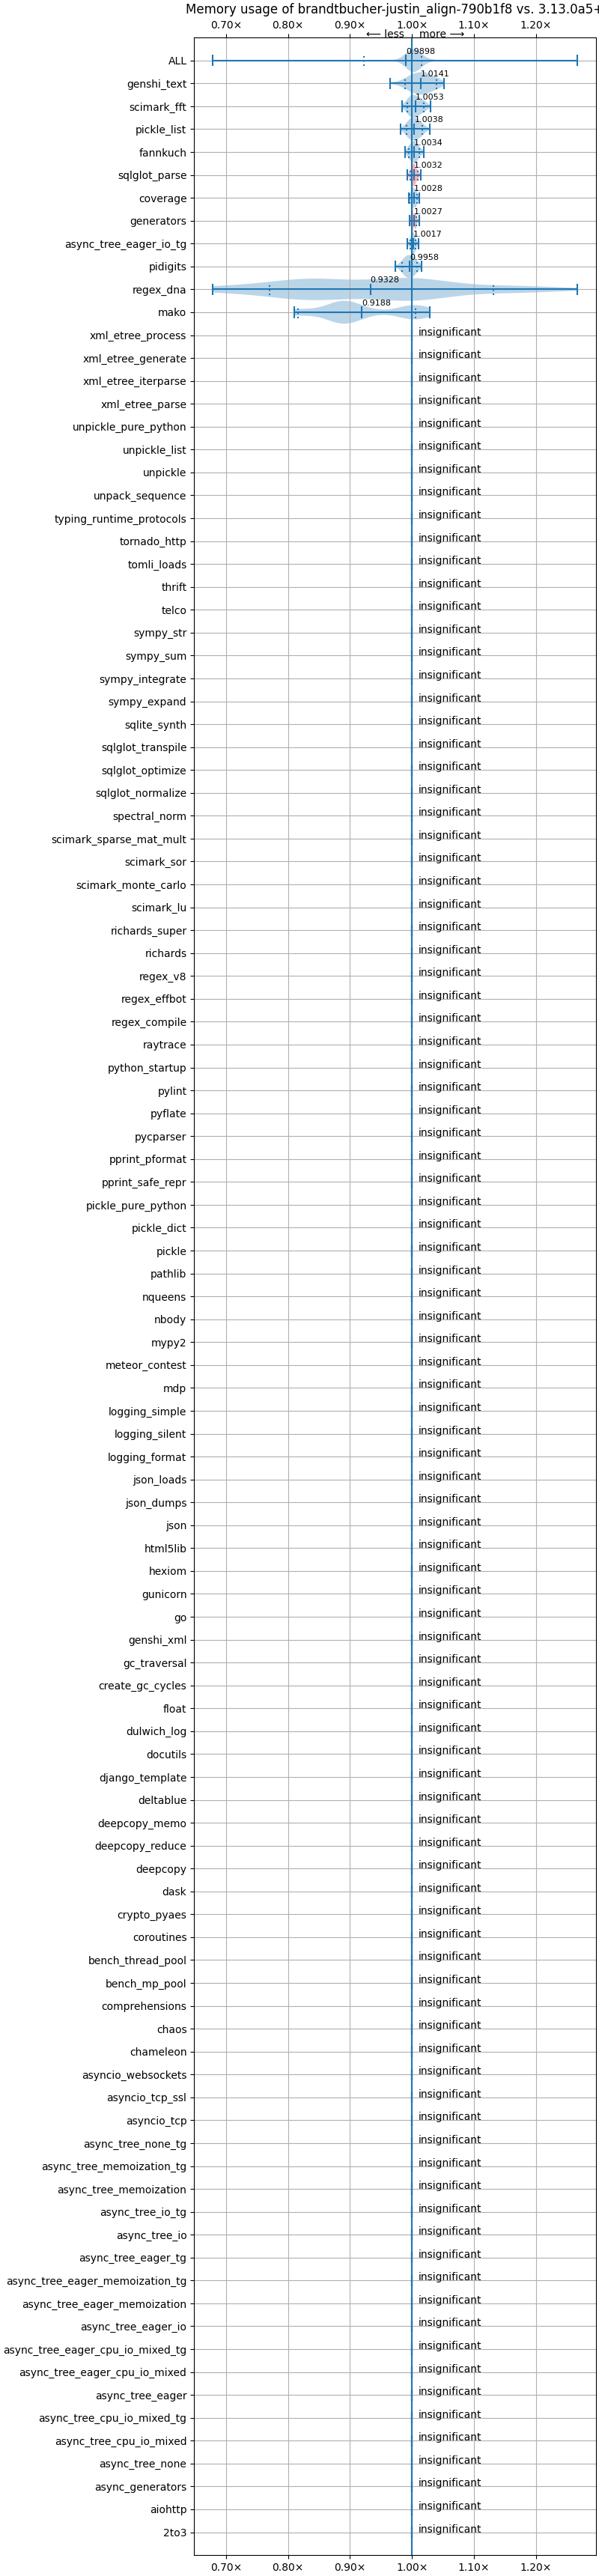 Memory usage of brandtbucher-justin_align-790b1f8 vs. 3.13.0a5+
0.70× 0.80× 0.90× 1.00× 1.10× 1.20×
⟵ less more ⟶
ALL 0.9898
genshi_text 1.0141
scimark_fft 1.0053
pickle_list 1.0038
fannkuch 1.0034
sqlglot_parse 1.0032
coverage 1.0028
generators 1.0027
async_tree_eager_io_tg 1.0017
pidigits 0.9958
regex_dna 0.9328
mako 0.9188
xml_etree_process insignificant
xml_etree_generate insignificant
xml_etree_iterparse insignificant
xml_etree_parse insignificant
unpickle_pure_python insignificant
unpickle_list insignificant
unpickle insignificant
unpack_sequence insignificant
typing_runtime_protocols insignificant
tornado_http insignificant
tomli_loads insignificant
thrift insignificant
telco insignificant
sympy_str insignificant
sympy_sum insignificant
sympy_integrate insignificant
sympy_expand insignificant
sqlite_synth insignificant
sqlglot_transpile insignificant
sqlglot_optimize insignificant
sqlglot_normalize insignificant
spectral_norm insignificant
scimark_sparse_mat_mult insignificant
scimark_sor insignificant
scimark_monte_carlo insignificant
scimark_lu insignificant
richards_super insignificant
richards insignificant
regex_v8 insignificant
regex_effbot insignificant
regex_compile insignificant
raytrace insignificant
python_startup insignificant
pylint insignificant
pyflate insignificant
pycparser insignificant
pprint_pformat insignificant
pprint_safe_repr insignificant
pickle_pure_python insignificant
pickle_dict insignificant
pickle insignificant
pathlib insignificant
nqueens insignificant
nbody insignificant
mypy2 insignificant
meteor_contest insignificant
mdp insignificant
logging_simple insignificant
logging_silent insignificant
logging_format insignificant
json_loads insignificant
json_dumps insignificant
json insignificant
html5lib insignificant
hexiom insignificant
gunicorn insignificant
go insignificant
genshi_xml insignificant
gc_traversal insignificant
create_gc_cycles insignificant
float insignificant
dulwich_log insignificant
docutils insignificant
django_template insignificant
deltablue insignificant
deepcopy_memo insignificant
deepcopy_reduce insignificant
deepcopy insignificant
dask insignificant
crypto_pyaes insignificant
coroutines insignificant
bench_thread_pool insignificant
bench_mp_pool insignificant
comprehensions insignificant
chaos insignificant
chameleon insignificant
asyncio_websockets insignificant
asyncio_tcp_ssl insignificant
asyncio_tcp insignificant
async_tree_none_tg insignificant
async_tree_memoization_tg insignificant
async_tree_memoization insignificant
async_tree_io_tg insignificant
async_tree_io insignificant
async_tree_eager_tg insignificant
async_tree_eager_memoization_tg insignificant
async_tree_eager_memoization insignificant
async_tree_eager_io insignificant
async_tree_eager_cpu_io_mixed_tg insignificant
async_tree_eager_cpu_io_mixed insignificant
async_tree_eager insignificant
async_tree_cpu_io_mixed_tg insignificant
async_tree_cpu_io_mixed insignificant
async_tree_none insignificant
async_generators insignificant
aiohttp insignificant
2to3 insignificant
0.70× 0.80× 0.90× 1.00× 1.10× 1.20×